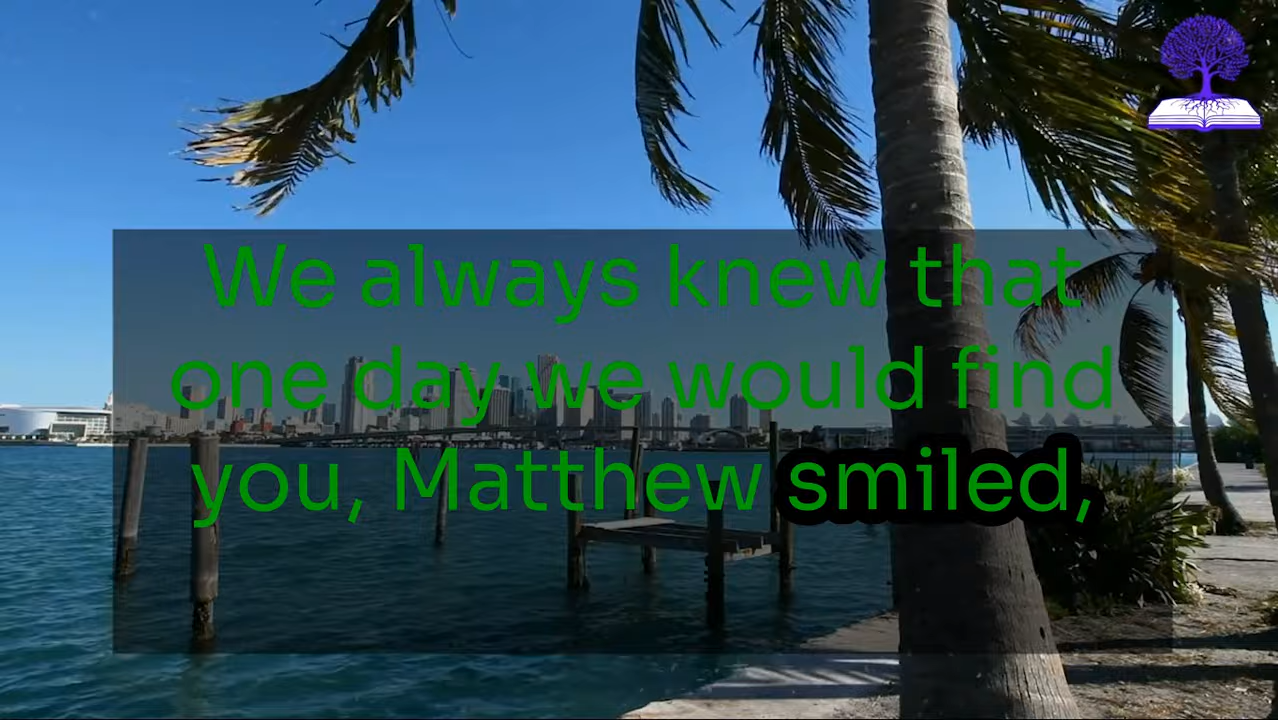 We always knew that
one day we would find
you, Matthew smiled,